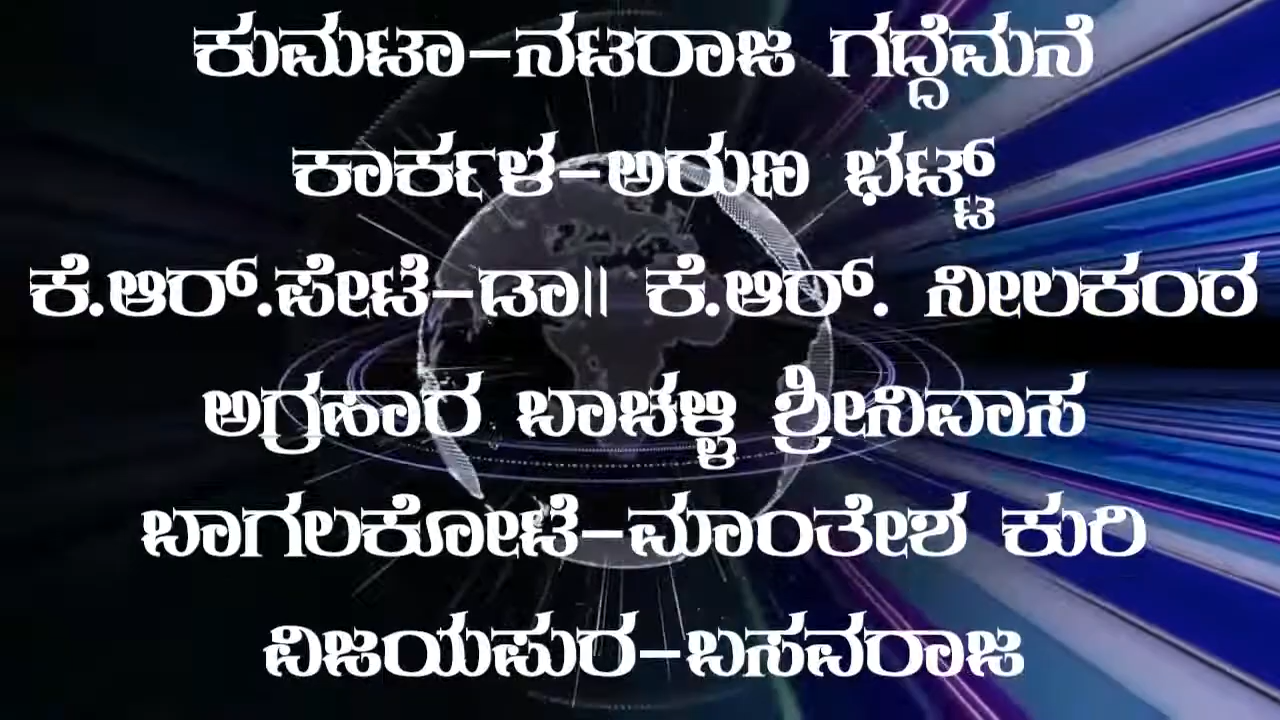 ಕುಮಟಾ-ನಟರಾಜ ಗದ್ದೆಮನೆ
ಕಾರ್ಕಳ-ಅರುಣ ಭಟ್ಟ್
ಕೆ.ಆರ್.ಪೇಟೆ-ಡಾ॥ ಕೆ.ಆರ್. ನೀಲಕಂಠ
ಅಗ್ರಹಾರ ಬಾಚಳ್ಳಿ ಶ್ರೀನಿವಾಸ
ಬಾಗಲಕೋಟೆ-ಮಾಂತೇಶ ಕುರಿ
ವಿಜಯಪುರ-ಬಸವರಾಜ